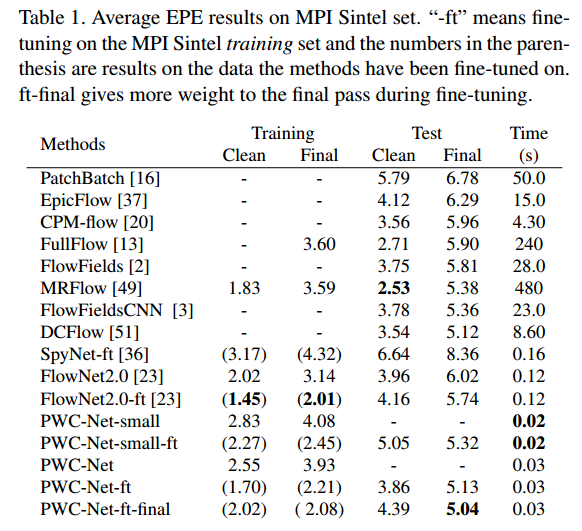 Table 1. Average EPE results on MPI Sintel set. “-ft” means fine-
tuning on the MPI Sintel training set and the numbers in the paren-
thesis are results on the data the methods have been fine-tuned on.
ft-final gives more weight to the final pass during fine-tuning.
Methods Training Test Time
Clean Final Clean Final (s)
PatchBatch [16] - - 5.79 6.78 50.0
EpicFlow [37] - - 4.12 6.29 15.0
CPM-flow [20] - - 3.56 5.96 4.30
FullFlow [13] - 3.60 2.71 5.90 240
FlowFields [2] - - 3.75 5.81 28.0
MRFlow [49] 1.83 3.59 2.53 5.38 480
FlowFieldsCNN [3] - - 3.78 5.36 23.0
DCFlow [51] - - 3.54 5.12 8.60
SpyNet-ft [36] (3.17) (4.32) 6.64 8.36 0.16
FlowNet2.0 [23] 2.02 3.14 3.96 6.02 0.12
FlowNet2.0-ft [23] (1.45) (2.01) 4.16 5.74 0.12
PWC-Net-small 2.83 4.08 - - 0.02
PWC-Net-small-ft (2.27) (2.45) 5.05 5.32 0.02
PWC-Net 2.55 3.93 - - 0.03
PWC-Net-ft (1.70) (2.21) 3.86 5.13 0.03
PWC-Net-ft-final (2.02) ( 2.08) 4.39 5.04 0.03